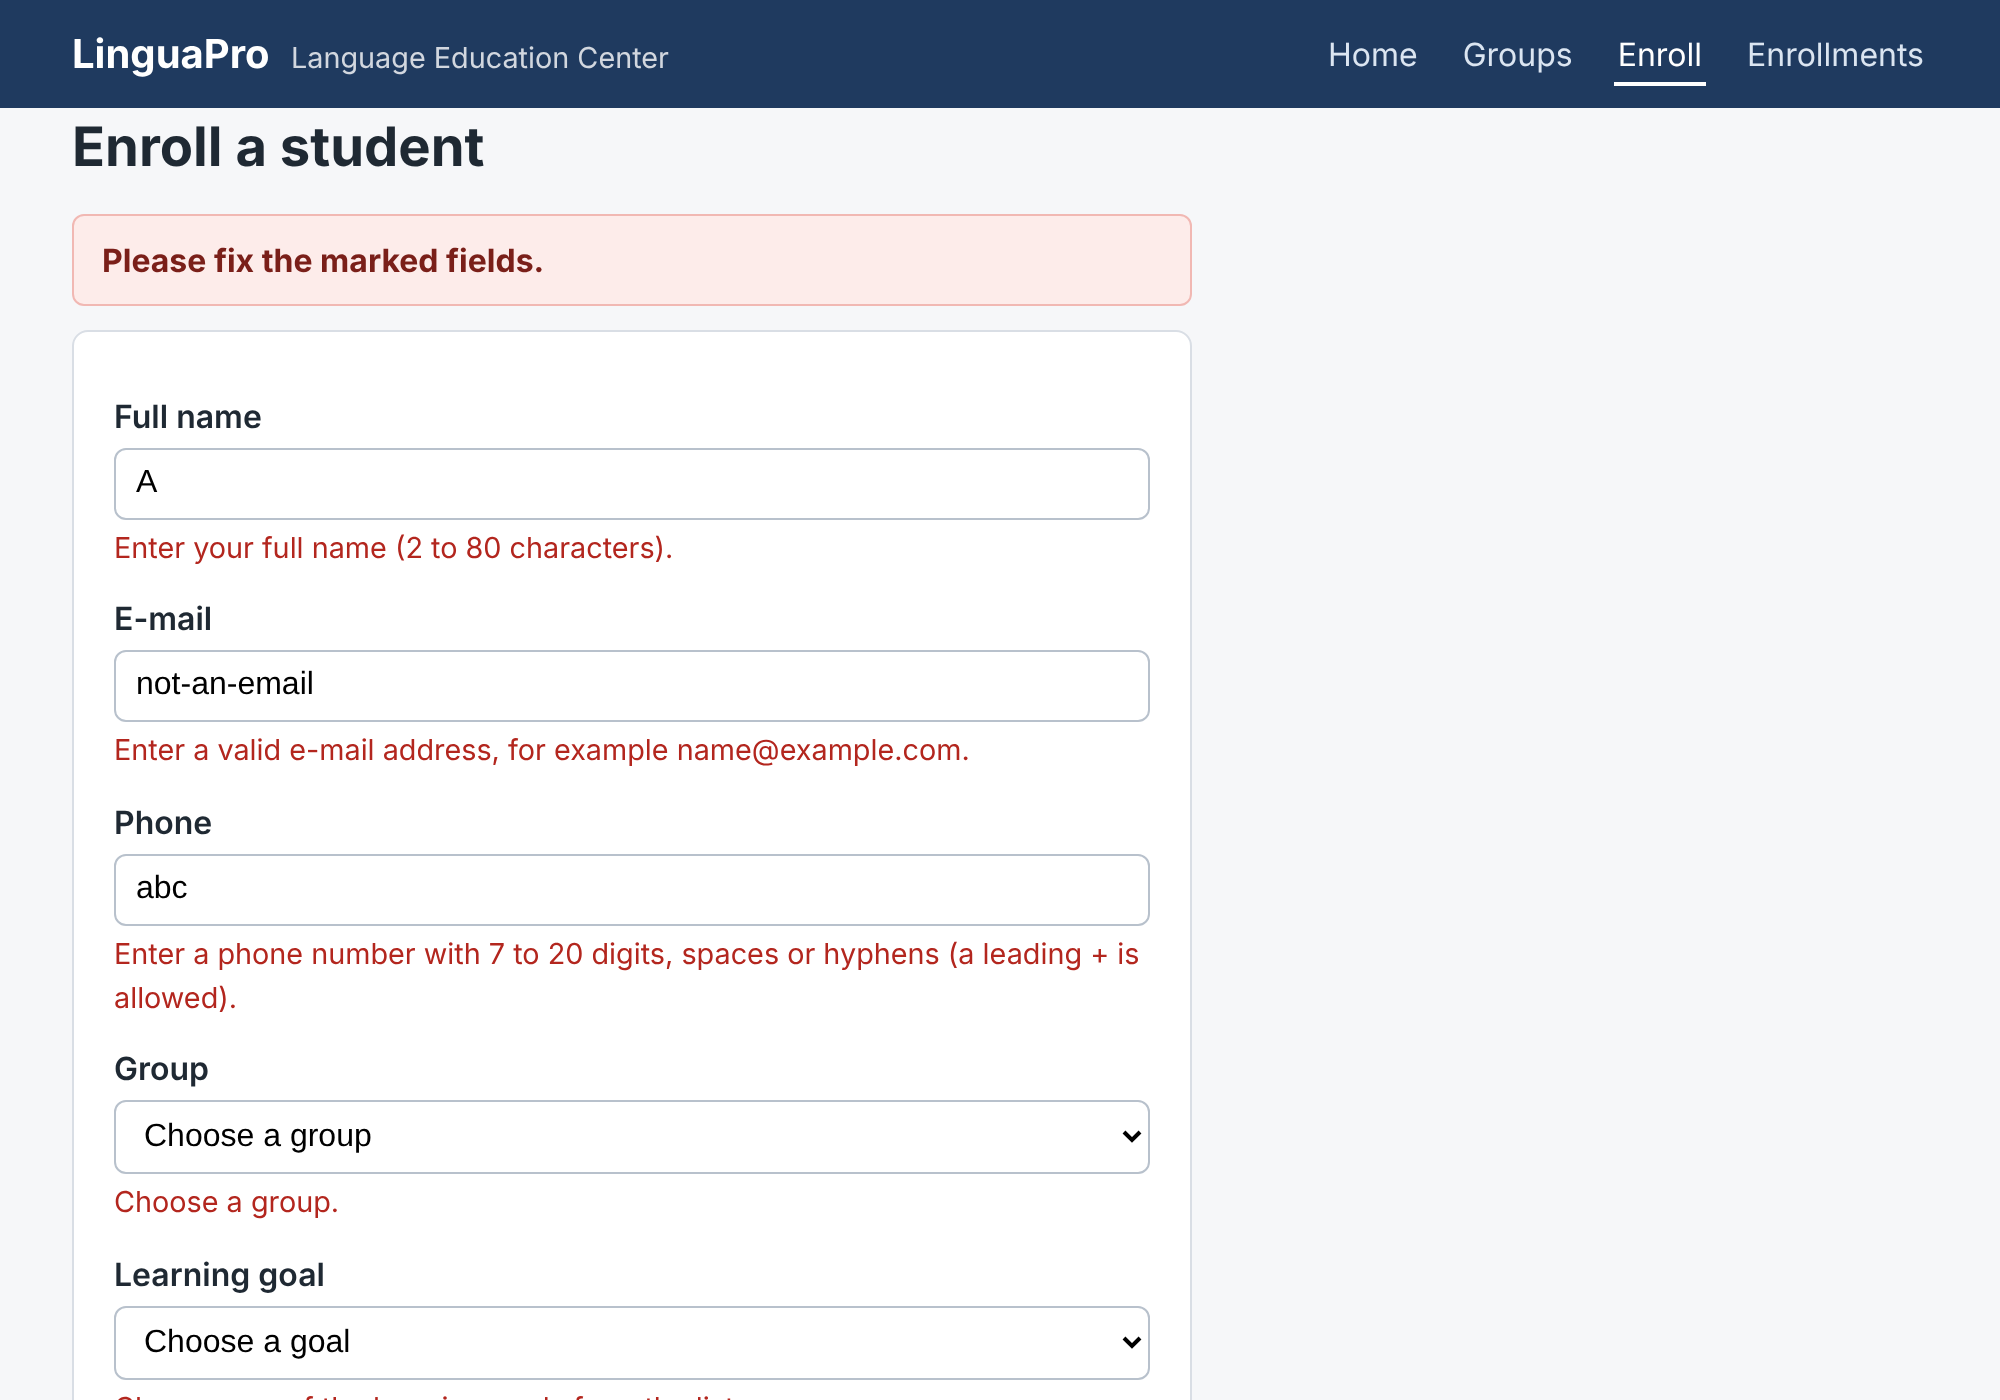 LinguaPro Language Education Center Home Groups Enroll Enrollments
Enroll a student
Please fix the marked fields.
Full name
A
Enter your full name (2 to 80 characters).
E-mail
not-an-email
Enter a valid e-mail address, for example name@example.com.
Phone
abc
Enter a phone number with 7 to 20 digits, spaces or hyphens (a leading + is
allowed).
Group
Choose a group
Choose a group.
Learning goal
Choose a goal